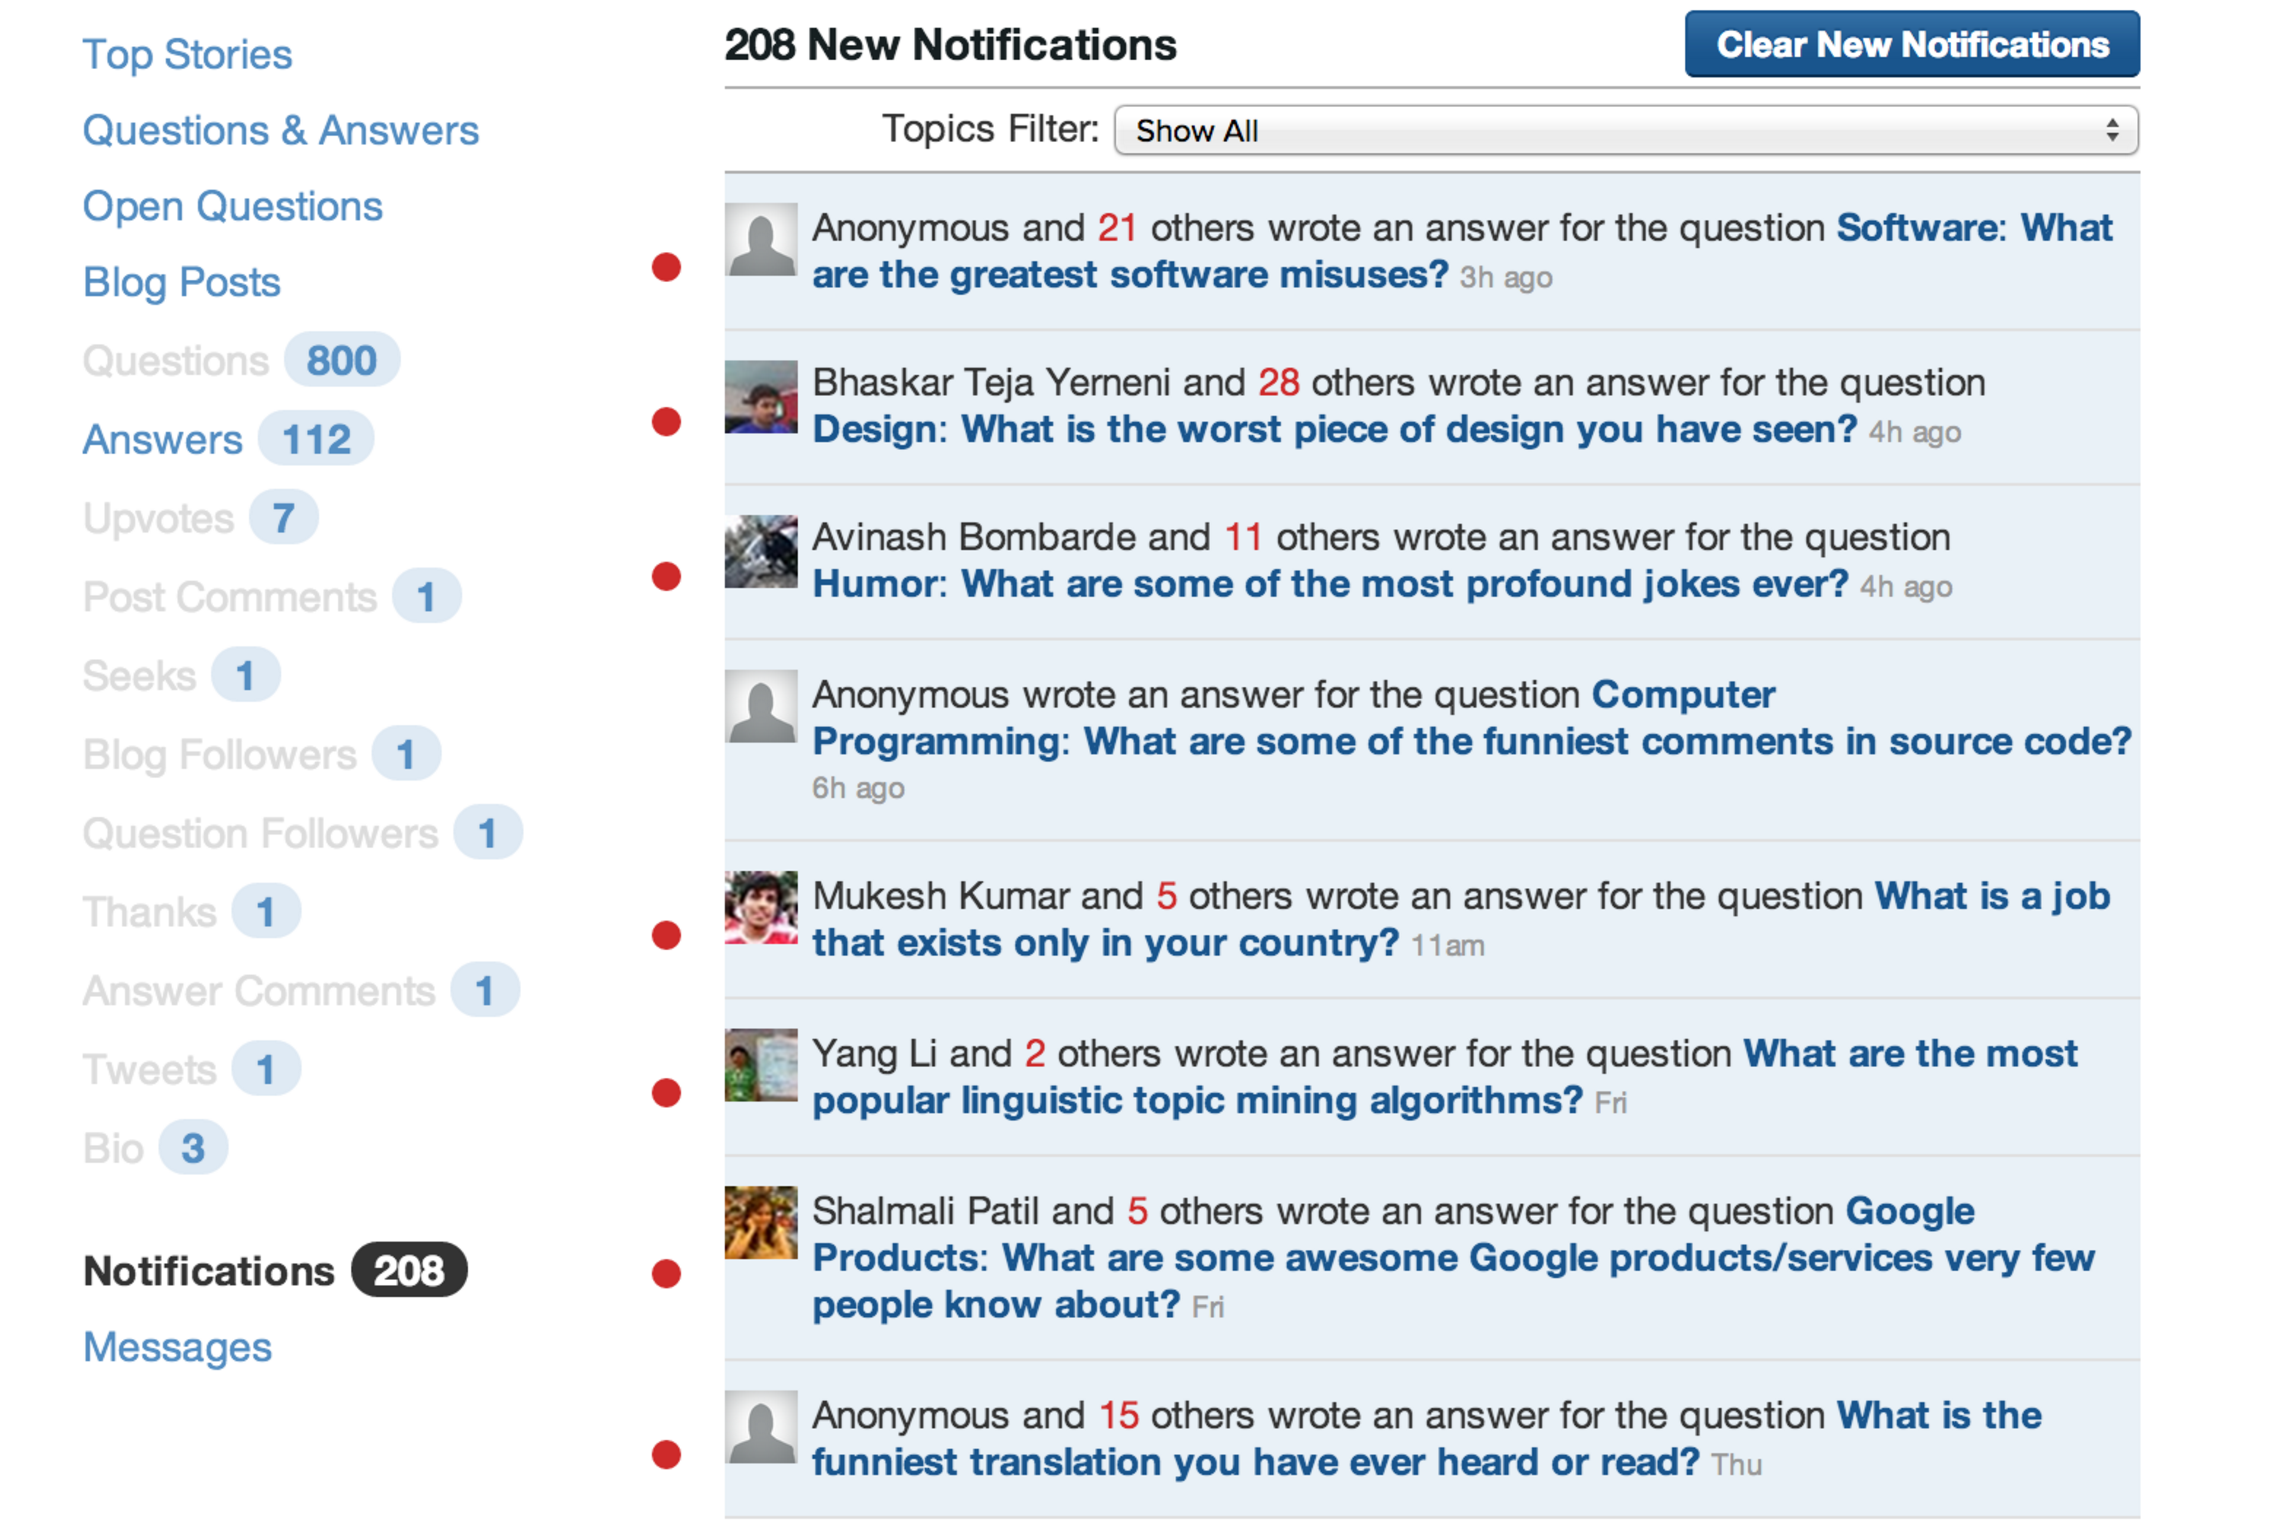 Top Stories
Questions & Answers
Open Questions
Blog Posts
Questions 800
Answers 112
Upvotes 7
Post Comments 1
Seeks 1
Blog Followers 1
Question Followers 1
Thanks 1
Answer Comments 1
Tweets 1
Bio 3
Notifications 208
Messages
208 New Notifications
Clear New Notifications
Topics Filter: Show All
Anonymous and 21 others wrote an answer for the question Software: What
are the greatest software misuses? 3h ago
Bhaskar Teja Yerneni and 28 others wrote an answer for the question
Design: What is the worst piece of design you have seen? 4h ago
Avinash Bombarde and 11 others wrote an answer for the question
Humor: What are some of the most profound jokes ever? 4h ago
Anonymous wrote an answer for the question Computer
Programming: What are some of the funniest comments in source code?
6h ago
Mukesh Kumar and 5 others wrote an answer for the question What is a job
that exists only in your country? 11am
Yang Li and 2 others wrote an answer for the question What are the most
popular linguistic topic mining algorithms? Fri
Shalmali Patil and 5 others wrote an answer for the question Google
Products: What are some awesome Google products/services very few
people know about? Fri
Anonymous and 15 others wrote an answer for the question What is the
funniest translation you have ever heard or read? Thu